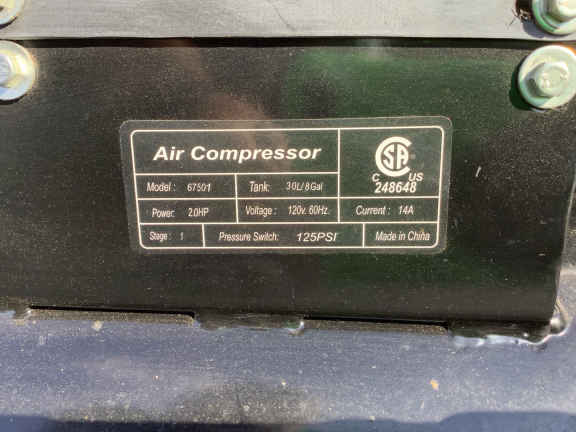 Air Compressor
CSA
C US
248648
Model : 67501
Tank: 30L/8Gal
Power: 2.0HP
Voltage : 120v. 60Hz.
Current : 14A
Stage : 1
Pressure Switch: 125PSI
Made in China